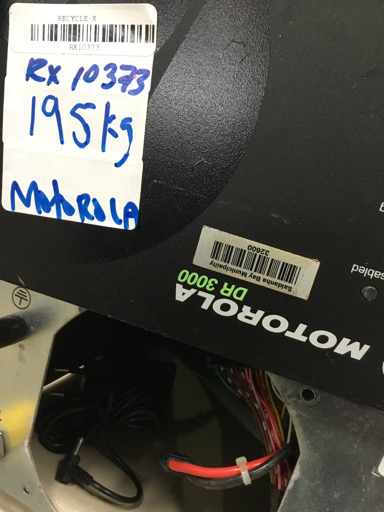 RECYCLE-X
RX10373
RX 10373
195kg
MOTOROLA
Saldanha Bay Municipality
32600
MOTOROLA
DR 3000